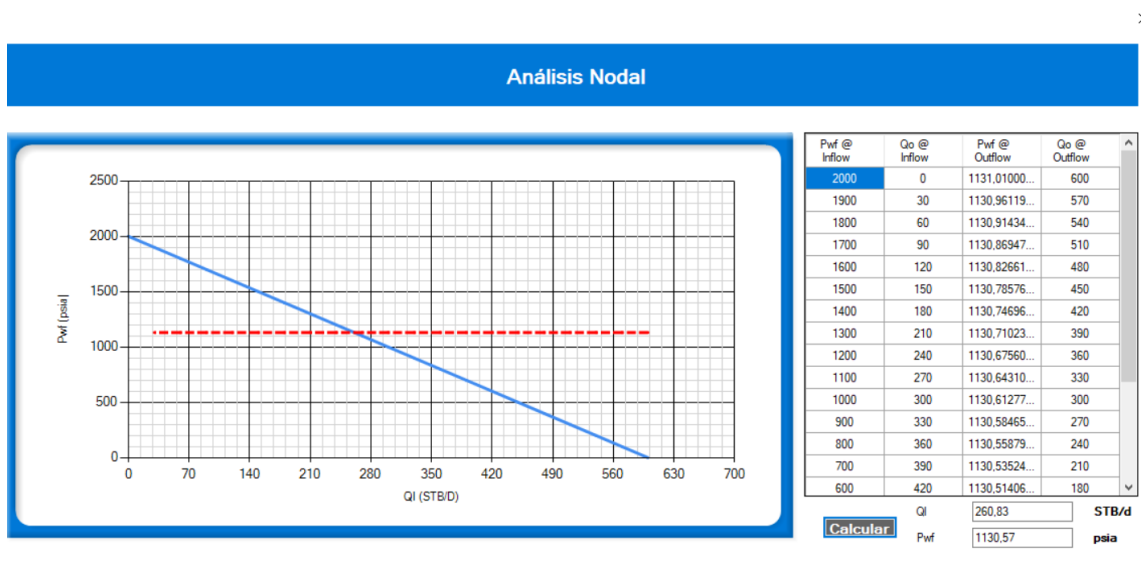 Análisis Nodal
2500
2000
1500
1000
500
0
Pwf [psia]
0 70 140 210 280 350 420 490 560 630 700
Ql (STB/D)
Pwf @ Inflow Qo @ Inflow Pwf @ Outflow Qo @ Outflow
2000 0 1131,01000... 600
1900 30 1130,96119... 570
1800 60 1130,91434... 540
1700 90 1130,86947... 510
1600 120 1130,82661... 480
1500 150 1130,78576... 450
1400 180 1130,74696... 420
1300 210 1130,71023... 390
1200 240 1130,67560... 360
1100 270 1130,64310... 330
1000 300 1130,61277... 300
900 330 1130,58465... 270
800 360 1130,55879... 240
700 390 1130,53524... 210
600 420 1130,51406... 180
Calcular
Ql 260,83 STB/d
Pwf 1130,57 psia